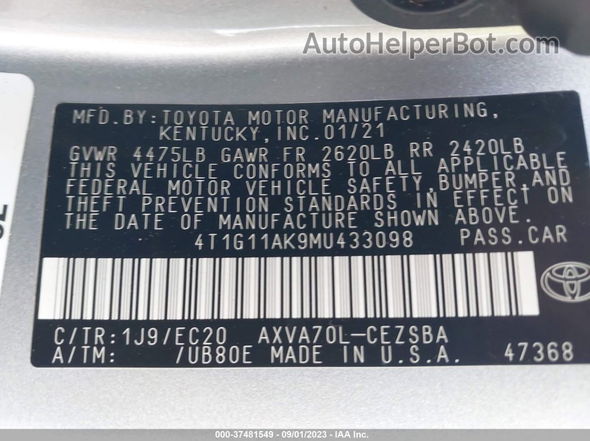 AutoHelperBot.com
MFD.BY:TOYOTA MOTOR MANUFACTURING,
KENTUCKY,INC.01/21
GVWR 4475LB GAWR FR 2620LB RR 2420LB
THIS VEHICLE CONFORMS TO ALL APPLICABLE
FEDERAL MOTOR VEHICLE SAFETY,BUMPER,AND
THEFT PREVENTION STANDARDS IN EFFECT ON
THE DATE OF MANUFACTURE SHOWN ABOVE.
4T1G11AK9MU433098 PASS.CAR
C/TR:1J9/EC20 AXVA70L-CEZSBA
A/TM: /UB80E MADE IN U.S.A. 47368
000-37481549 - 09/01/2023 - IAA Inc.